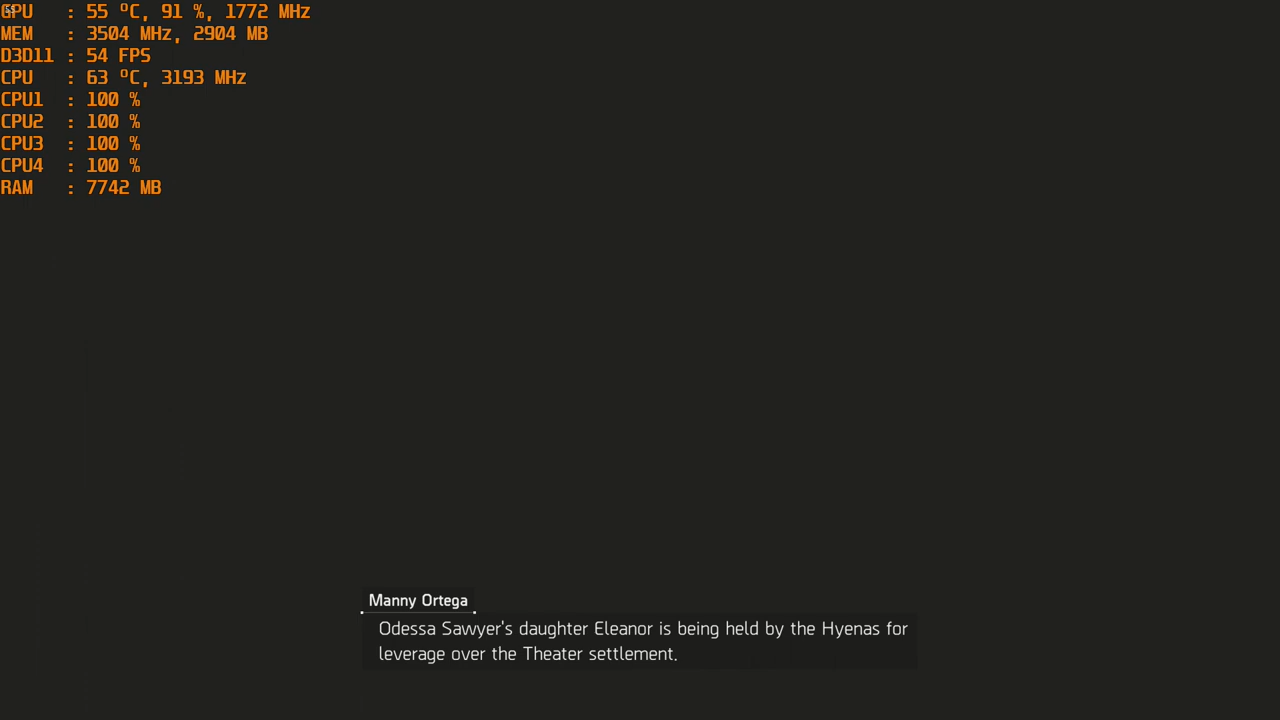 GPU : 55 ºC, 91 %, 1772 MHz
MEM : 3504 MHz, 2904 MB
D3D11 : 54 FPS
CPU : 63 ºC, 3193 MHz
CPU1 : 100 %
CPU2 : 100 %
CPU3 : 100 %
CPU4 : 100 %
RAM : 7742 MB
Manny Ortega
Odessa Sawyer's daughter Eleanor is being held by the Hyenas for
leverage over the Theater settlement.